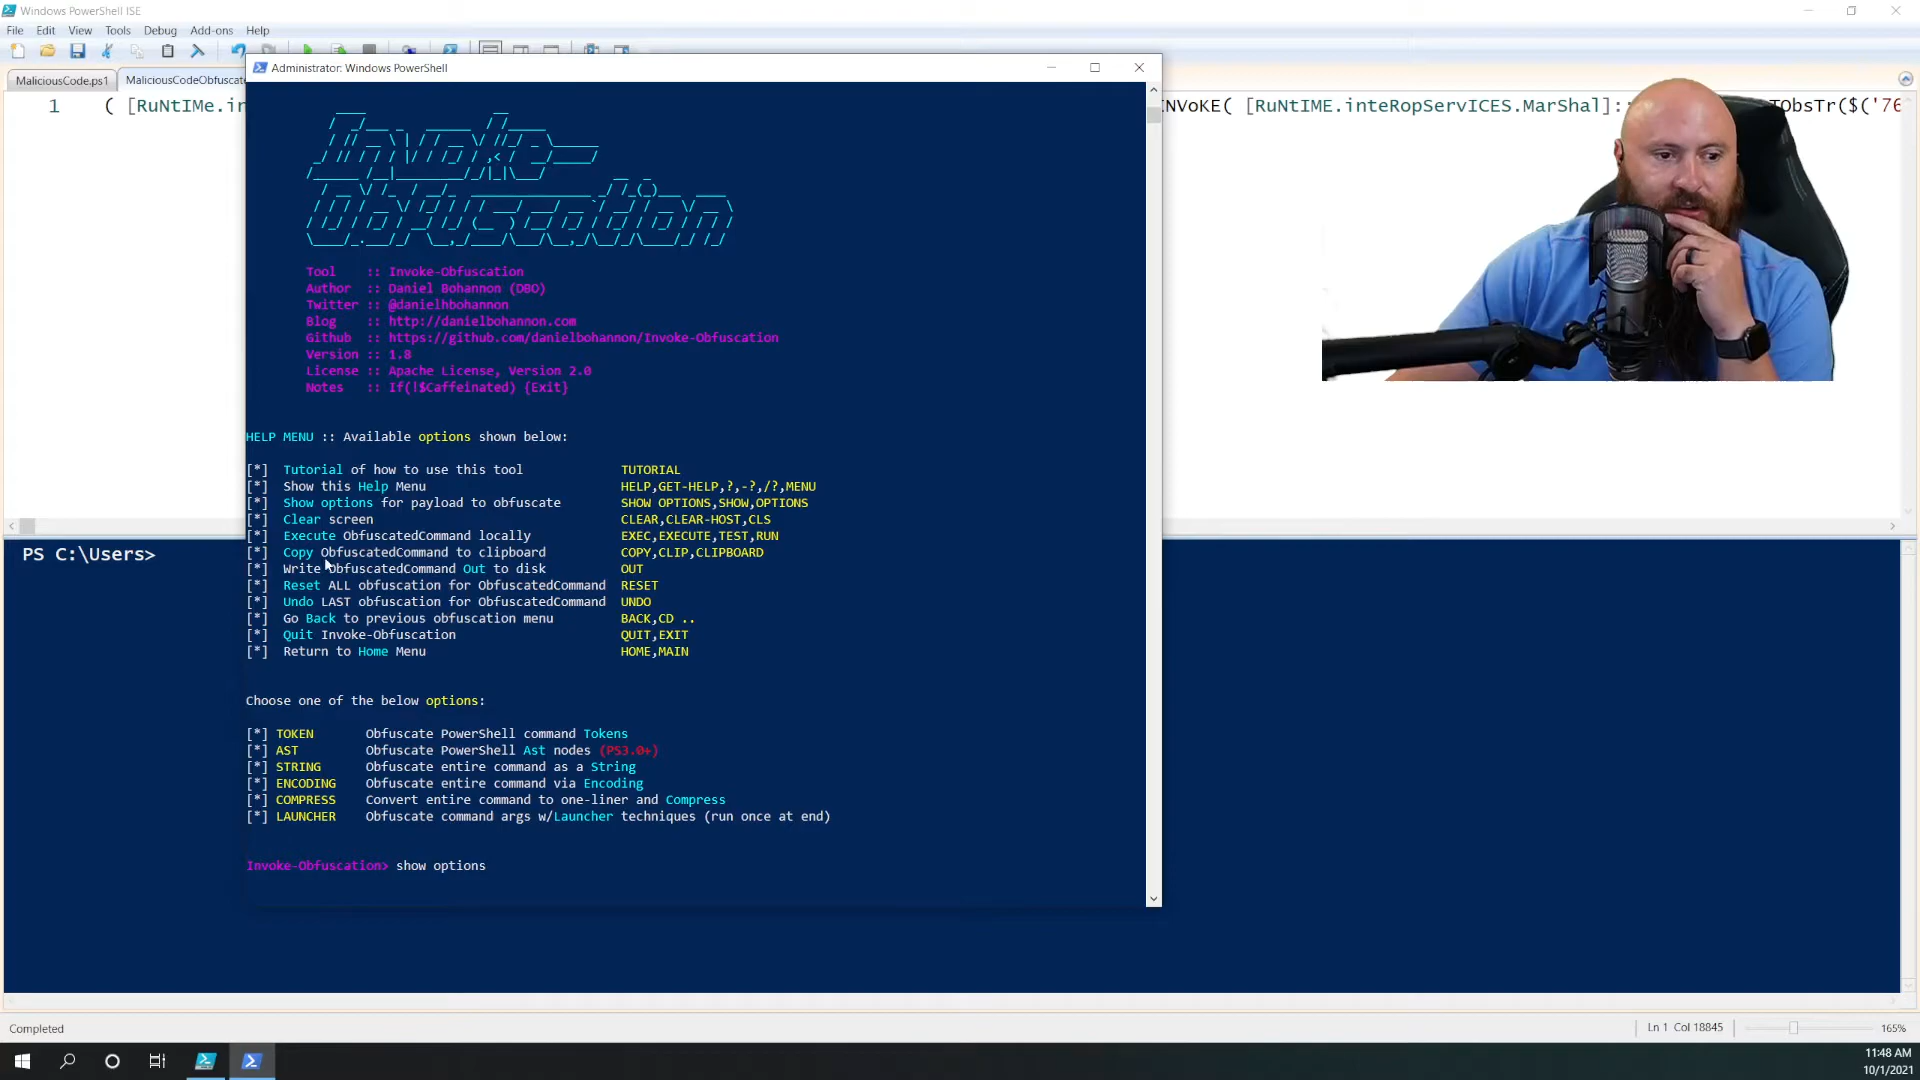 Windows PowerShell ISE
File Edit View Tools Debug Add-ons Help
MaliciousCode.ps1 MaliciousCodeObfuscate
Administrator: Windows PowerShell
1 ( [RuNtIMe.in NVoKE( [RuNtIME.inteRopServICES.MarShal]:: TObsTr($('76
Invoke-
Obfuscation
Tool :: Invoke-Obfuscation
Author :: Daniel Bohannon (DBO)
Twitter :: @danielhbohannon
Blog :: http://danielbohannon.com
Github :: https://github.com/danielbohannon/Invoke-Obfuscation
Version :: 1.8
License :: Apache License, Version 2.0
Notes :: If(!$Caffeinated) {Exit}
HELP MENU :: Available options shown below:
[*] Tutorial of how to use this tool TUTORIAL
[*] Show this Help Menu HELP,GET-HELP,?,-?,/?,MENU
[*] Show options for payload to obfuscate SHOW OPTIONS,SHOW,OPTIONS
[*] Clear screen CLEAR,CLEAR-HOST,CLS
[*] Execute ObfuscatedCommand locally EXEC,EXECUTE,TEST,RUN
[*] Copy ObfuscatedCommand to clipboard COPY,CLIP,CLIPBOARD
[*] Write ObfuscatedCommand Out to disk OUT
[*] Reset ALL obfuscation for ObfuscatedCommand RESET
[*] Undo LAST obfuscation for ObfuscatedCommand UNDO
[*] Go Back to previous obfuscation menu BACK,CD ..
[*] Quit Invoke-Obfuscation QUIT,EXIT
[*] Return to Home Menu HOME,MAIN
Choose one of the below options:
[*] TOKEN Obfuscate PowerShell command Tokens
[*] AST Obfuscate PowerShell Ast nodes (PS3.0+)
[*] STRING Obfuscate entire command as a String
[*] ENCODING Obfuscate entire command via Encoding
[*] COMPRESS Convert entire command to one-liner and Compress
[*] LAUNCHER Obfuscate command args w/Launcher techniques (run once at end)
Invoke-Obfuscation> show options
PS C:\Users>
Completed
Ln 1 Col 18845
165%
11:48 AM
10/1/2021